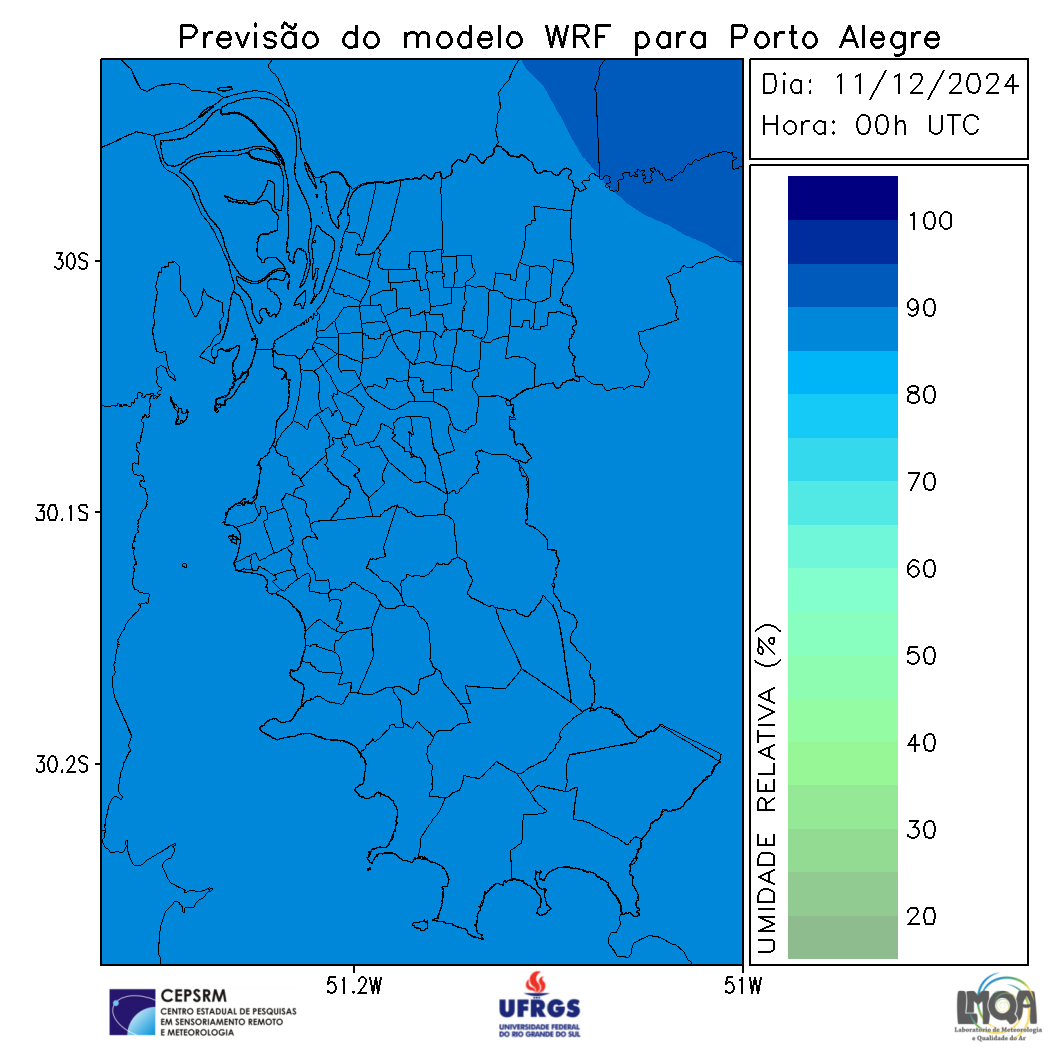 Previsão do modelo WRF para Porto Alegre
Dia: 11/12/2024
Hora: 00h UTC
30S
30.1S
30.2S
51.2W
51W
UMIDADE RELATIVA (%)
100
90
80
70
60
50
40
30
20
CEPSRM
CENTRO ESTADUAL DE PESQUISAS
EM SENSORIAMENTO REMOTO
E METEOROLOGIA
UFRGS
UNIVERSIDADE FEDERAL
DO RIO GRANDE DO SUL
LMQA
Laboratório de Meteorologia
e Qualidade do Ar